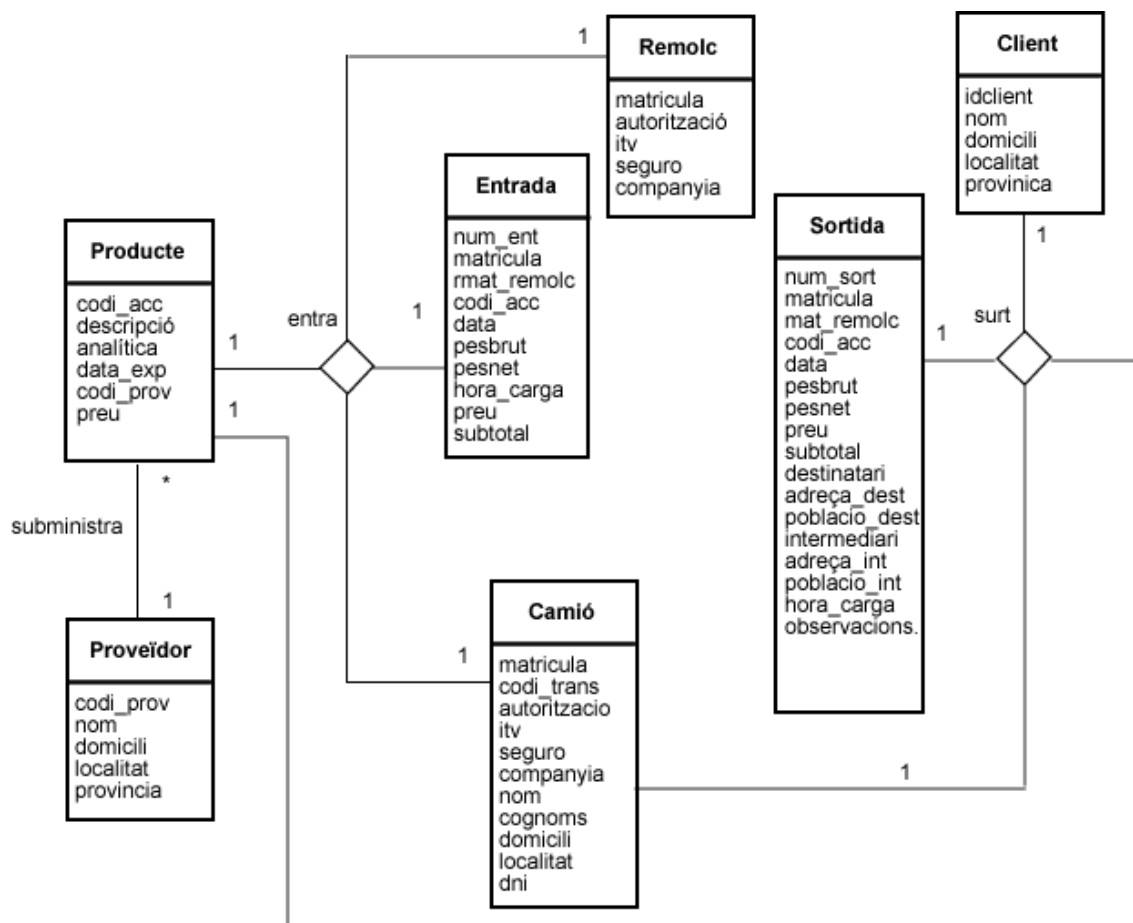 Remolc
matricula
autorització
itv
seguro
companyia
Client
idclient
nom
domicili
localitat
provinica
Entrada
num_ent
matricula
rmat_remolc
codi_acc
data
pesbrut
pesnet
hora_carga
preu
subtotal
Sortida
num_sort
matricula
mat_remolc
codi_acc
data
pesbrut
pesnet
preu
subtotal
destinatari
adreça_dest
població_dest
intermediari
adreça_int
població_int
hora_carga
observacions.
Producte
codi_acc
descripció
analítica
data_exp
codi_prov
preu
entra
surt
1
1
1
1
1
1
*
subministra
1
Proveïdor
codi_prov
nom
domicili
localitat
provincia
Camió
matricula
codi_trans
autoritzacio
itv
seguro
companyia
nom
cognoms
domicili
localitat
dni
1
1